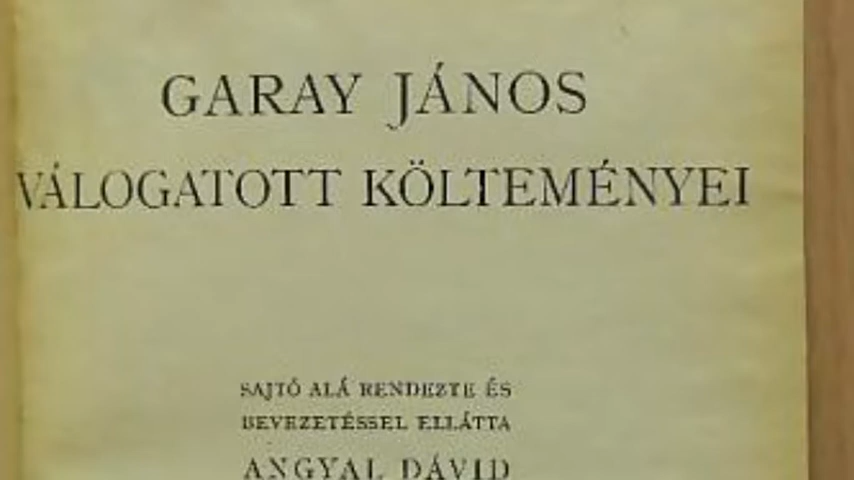 GARAY JÁNOS
VÁLOGATOTT KÖLTEMÉNYEI
SAJTÓ ALÁ RENDEZTE ÉS
BEVEZETÉSSEL ELLÁTTA
ANGYAL DÁVID